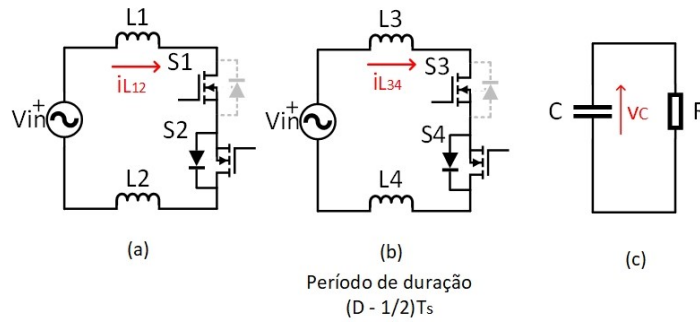 L1
S1
iL12
Vin
+
S2
L2
(a)
L3
S3
iL34
Vin
+
S4
L4
(b)
Período de duração
(D - 1/2)Ts
C
vC
(c)